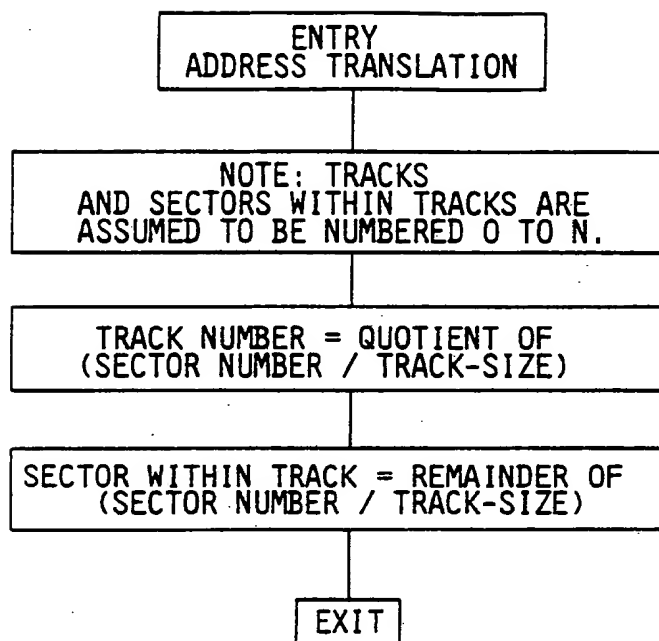 ENTRY
ADDRESS TRANSLATION
NOTE: TRACKS
AND SECTORS WITHIN TRACKS ARE
ASSUMED TO BE NUMBERED 0 TO N.
TRACK NUMBER = QUOTIENT OF
(SECTOR NUMBER / TRACK-SIZE)
SECTOR WITHIN TRACK = REMAINDER OF
(SECTOR NUMBER / TRACK-SIZE)
EXIT